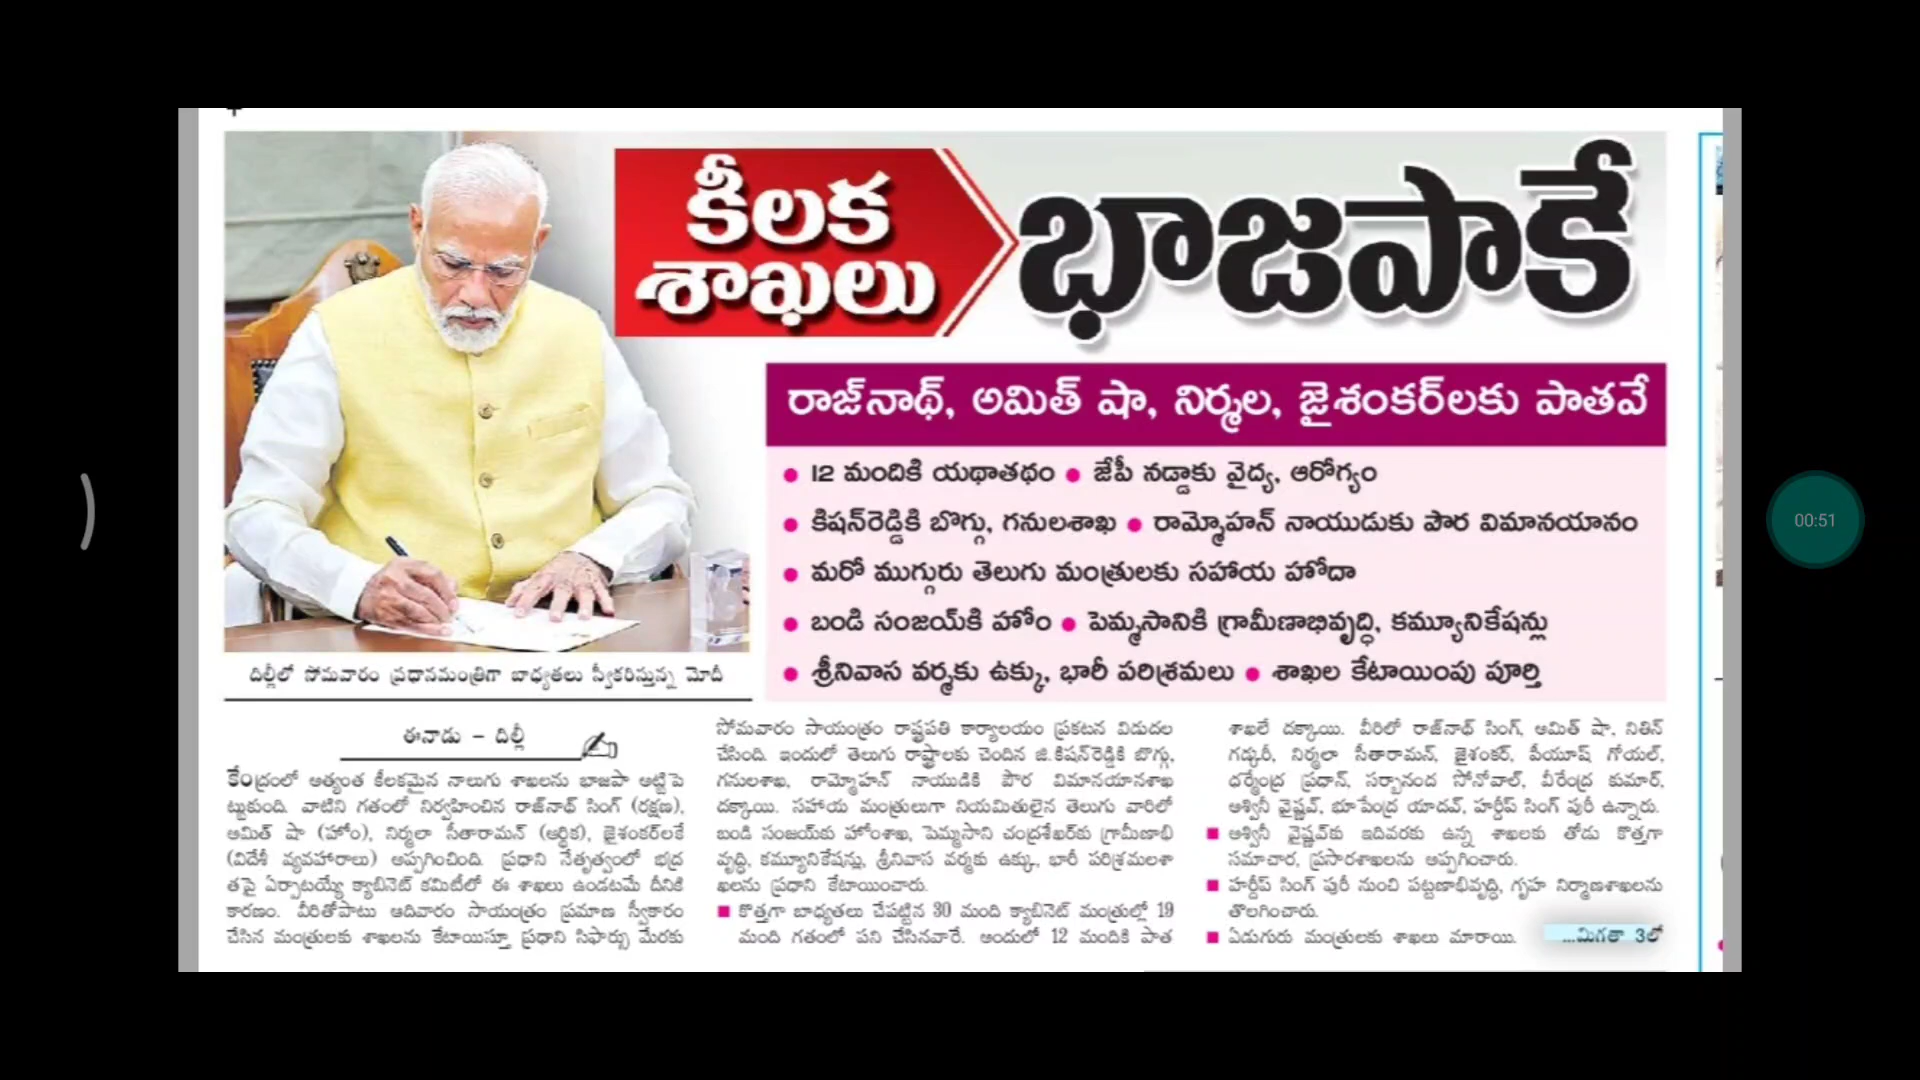 కీలక
శాఖలు
భాజపాకే
రాజ్‌నాథ్, అమిత్ షా, నిర్మల, జైశంకర్‌లకు పాతవే
• 12 మందికి యథాతథం • జేపీ నడ్డాకు వైద్య, ఆరోగ్యం
• కిషన్‌రెడ్డికి బొగ్గు, గనులశాఖ • రామ్మోహన్ నాయుడుకు పౌర విమానయానం
• మరో ముగ్గురు తెలుగు మంత్రులకు సహాయ హోదా
• బండి సంజయ్‌కి హోం • పెమ్మసానికి గ్రామీణాభివృద్ధి, కమ్యూనికేషన్లు
• శ్రీనివాస వర్మకు ఉక్కు, భారీ పరిశ్రమలు • శాఖల కేటాయింపు పూర్తి
దిల్లీలో సోమవారం ప్రధానమంత్రిగా బాధ్యతలు స్వీకరిస్తున్న మోదీ
ఈనాడు - దిల్లీ
కేంద్రంలో అత్యంత కీలకమైన నాలుగు శాఖలను భాజపా అట్టిపె
ట్టుకుంది. వాటిని గతంలో నిర్వహించిన రాజ్‌నాథ్ సింగ్ (రక్షణ),
అమిత్ షా (హోం), నిర్మలా సీతారామన్ (ఆర్థిక), జైశంకర్‌లకే
(విదేశీ వ్యవహారాలు) అప్పగించింది. ప్రధాని నేతృత్వంలో భద్ర
తపై ఏర్పాటయ్యే క్యాబినెట్ కమిటీలో ఈ శాఖలు ఉండటమే దీనికి
కారణం. వీరితోపాటు ఆదివారం సాయంత్రం ప్రమాణ స్వీకారం
చేసిన మంత్రులకు శాఖలను కేటాయిస్తూ ప్రధాని సిఫార్సు మేరకు
సోమవారం సాయంత్రం రాష్ట్రపతి కార్యాలయం ప్రకటన విడుదల
చేసింది. ఇందులో తెలుగు రాష్ట్రాలకు చెందిన జి.కిషన్‌రెడ్డికి బొగ్గు,
గనులశాఖ, రామ్మోహన్ నాయుడికి పౌర విమానయానశాఖ
దక్కాయి. సహాయ మంత్రులుగా నియమితులైన తెలుగు వారిలో
బండి సంజయ్‌కు హోంశాఖ, పెమ్మసాని చంద్రశేఖర్‌కు గ్రామీణాభి
వృద్ధి, కమ్యూనికేషన్లు, శ్రీనివాస వర్మకు ఉక్కు, భారీ పరిశ్రమలశా
ఖలను ప్రధాని కేటాయించారు.
■ కొత్తగా బాధ్యతలు చేపట్టిన 30 మంది క్యాబినెట్ మంత్రుల్లో 19
మంది గతంలో పని చేసినవారే. అందులో 12 మందికి పాత
శాఖలే దక్కాయి. వీరిలో రాజ్‌నాథ్ సింగ్, అమిత్ షా, నితిన్
గడ్కరీ, నిర్మలా సీతారామన్, జైశంకర్, పీయూష్ గోయల్,
ధర్మేంద్ర ప్రధాన్, సర్బానంద సోనోవాల్, వీరేంద్ర కుమార్,
అశ్వినీ వైష్ణవ్, భూపేంద్ర యాదవ్, హర్దీప్ సింగ్ పురీ ఉన్నారు.
■ అశ్వినీ వైష్ణవ్‌కు ఇదివరకు ఉన్న శాఖలకు తోడు కొత్తగా
సమాచార, ప్రసారశాఖలను అప్పగించారు.
■ హర్దీప్ సింగ్ పురీ నుంచి పట్టణాభివృద్ధి, గృహ నిర్మాణశాఖలను
తొలగించారు.
■ ఏడుగురు మంత్రులకు శాఖలు మారాయి.
...మిగతా 3లో
00:51